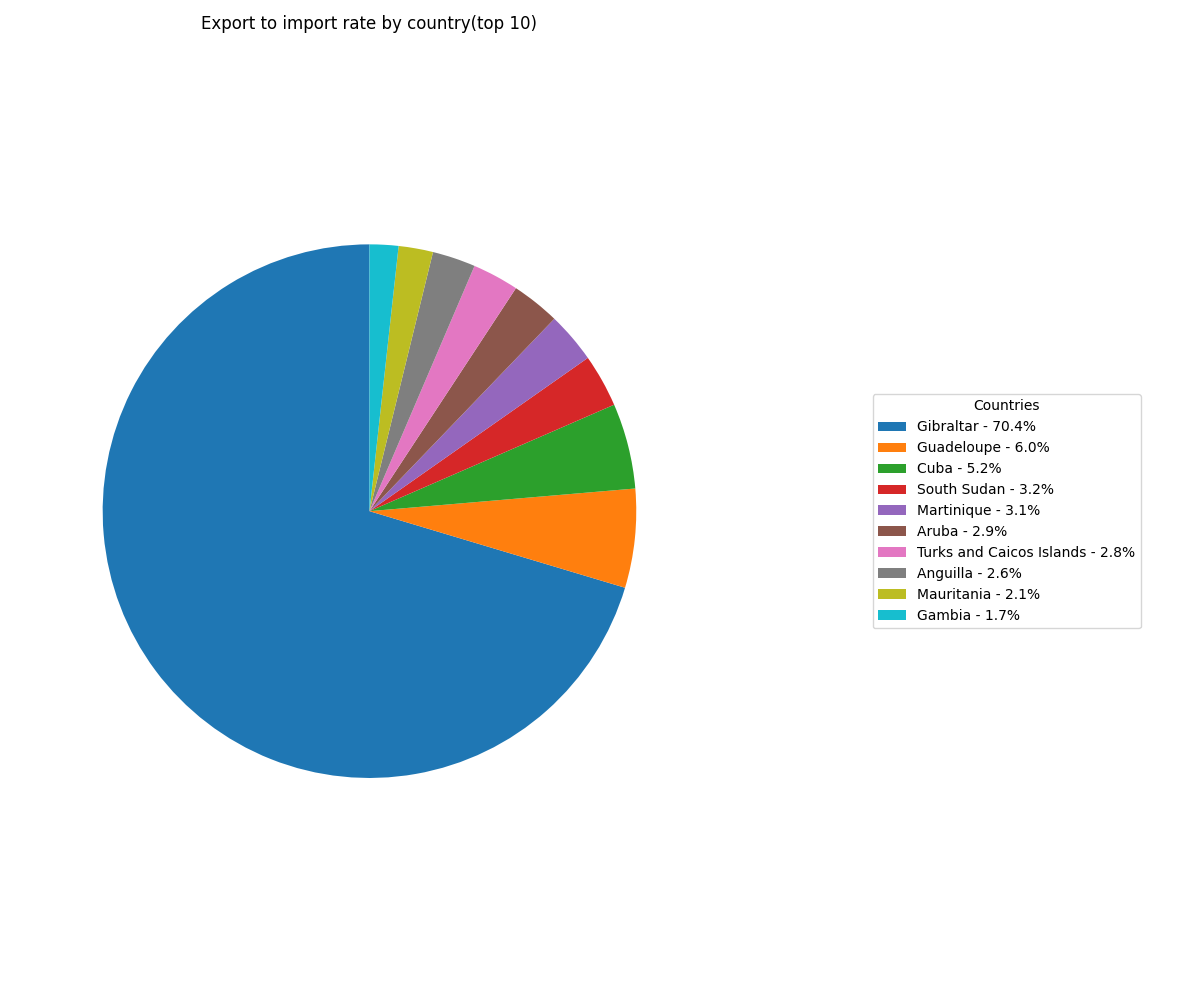 Export to import rate by country(top 10)
Countries
Gibraltar - 70.4%
Guadeloupe - 6.0%
Cuba - 5.2%
South Sudan - 3.2%
Martinique - 3.1%
Aruba - 2.9%
Turks and Caicos Islands - 2.8%
Anguilla - 2.6%
Mauritania - 2.1%
Gambia - 1.7%